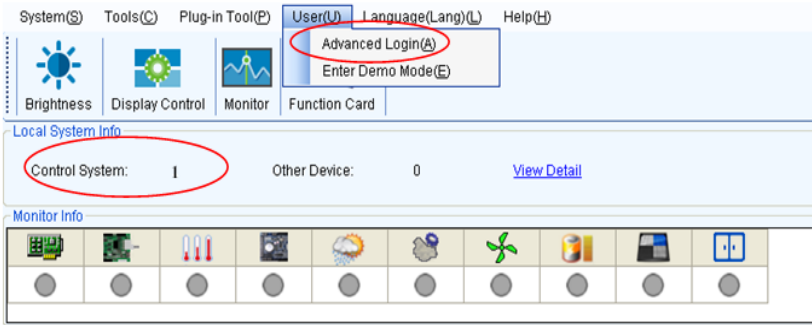 System(S) Tools(C) Plug-in Tool(P) User(U) Language(Lang)(L) Help(H)
Advanced Login(A)
Enter Demo Mode(E)
Brightness Display Control Monitor Function Card
Local System Info
Control System: 1 Other Device: 0 View Detail
Monitor Info